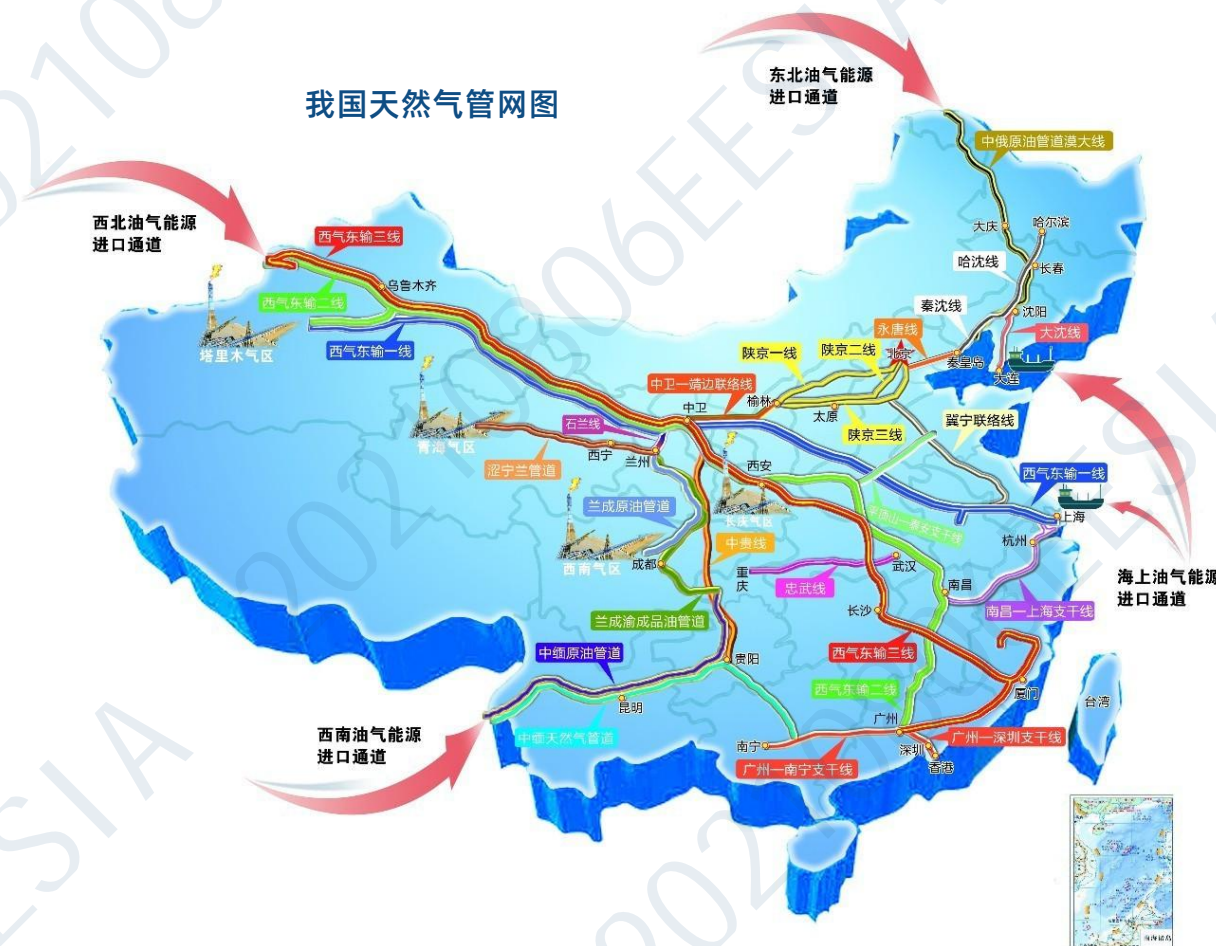 我国天然气管网图
东北油气能源
进口通道
中俄原油管道漠大线
西北油气能源
进口通道
西气东输三线
大庆
哈尔滨
哈沈线
长春
乌鲁木齐
西气东输二线
秦沈线
沈阳
永唐线
大沈线
塔里木气区
西气东输一线
陕京一线
陕京二线
北京
秦皇岛
大连
中卫—靖边联络线
榆林
中卫
太原
冀宁联络线
石兰线
陕京三线
青海气区
西宁
兰州
涩宁兰管道
西安
西气东输一线
兰成原油管道
长庆气区
平顶山—泰安支干线
上海
中贵线
杭州
西南气区
成都
重庆
忠武线
武汉
海上油气能源
进口通道
南昌
兰成渝成品油管道
长沙
南昌—上海支干线
中缅原油管道
贵阳
西气东输三线
西气东输二线
厦门
昆明
台湾
西南油气能源
进口通道
中缅天然气管道
广州
南宁
深圳
广州—深圳支干线
香港
广州—南宁支干线
南海诸岛
EESIA